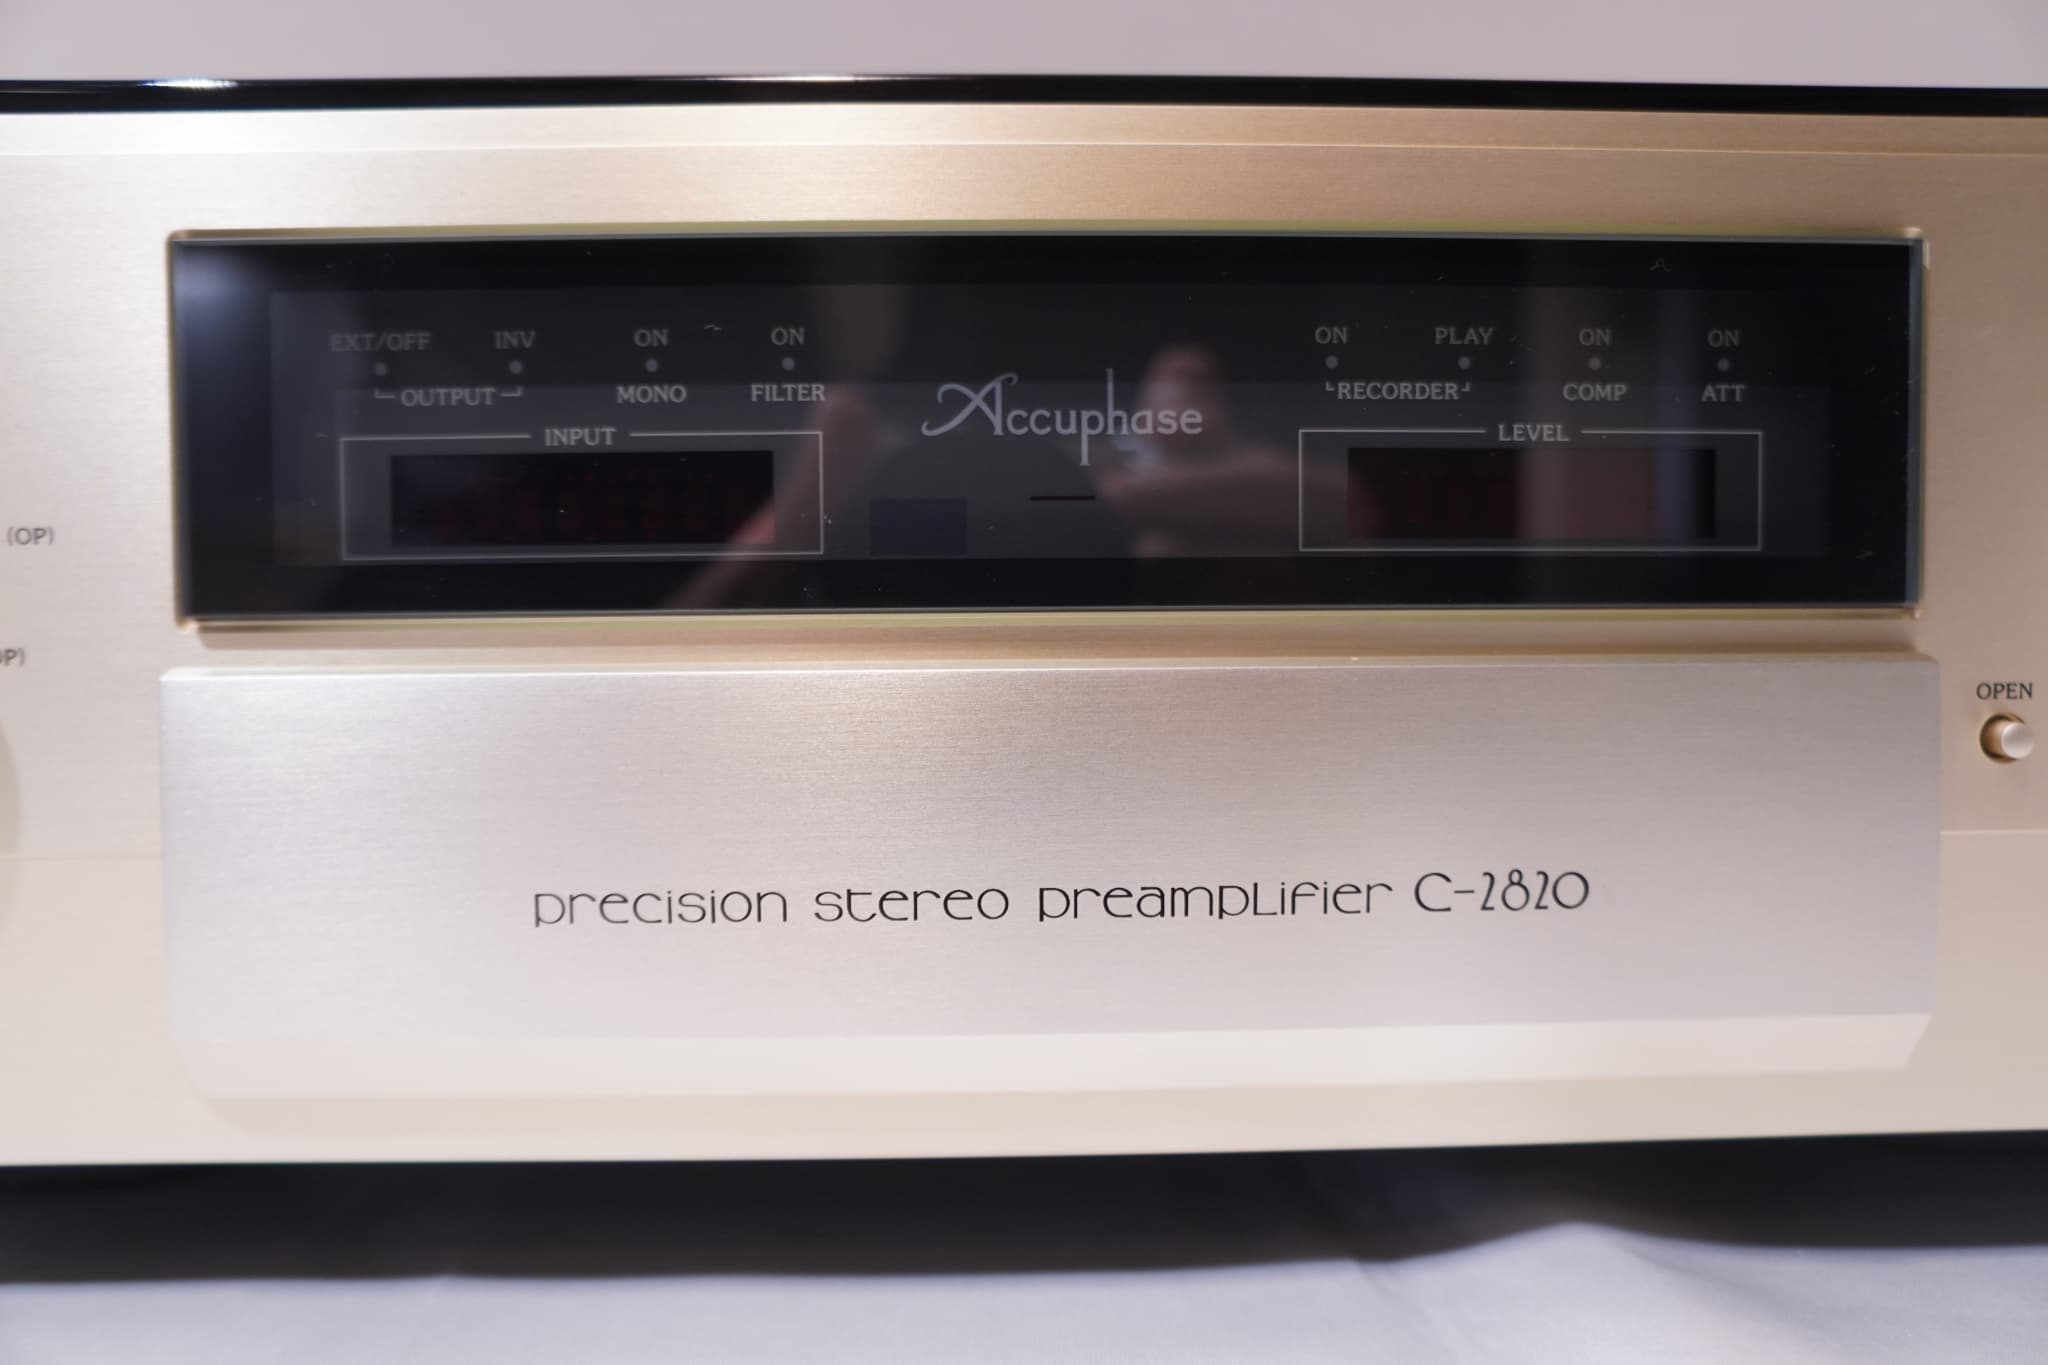 EXT/OFF INV ON ON
OUTPUT MONO FILTER
INPUT
Accuphase
ON PLAY ON ON
RECORDER COMP ATT
LEVEL
(OP)
OPEN
precision stereo preamplifier C-2820